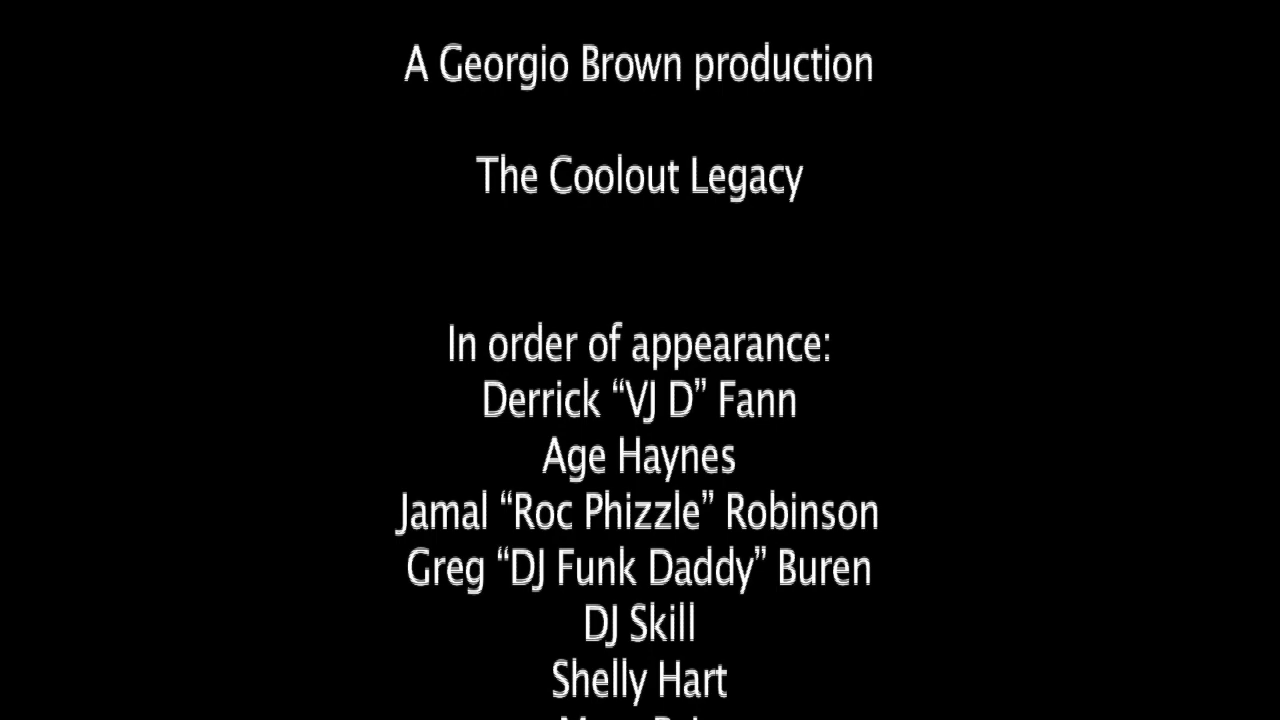 A Georgio Brown production
The Coolout Legacy
In order of appearance:
Derrick “VJ D” Fann
Age Haynes
Jamal “Roc Phizzle” Robinson
Greg “DJ Funk Daddy” Buren
DJ Skill
Shelly Hart